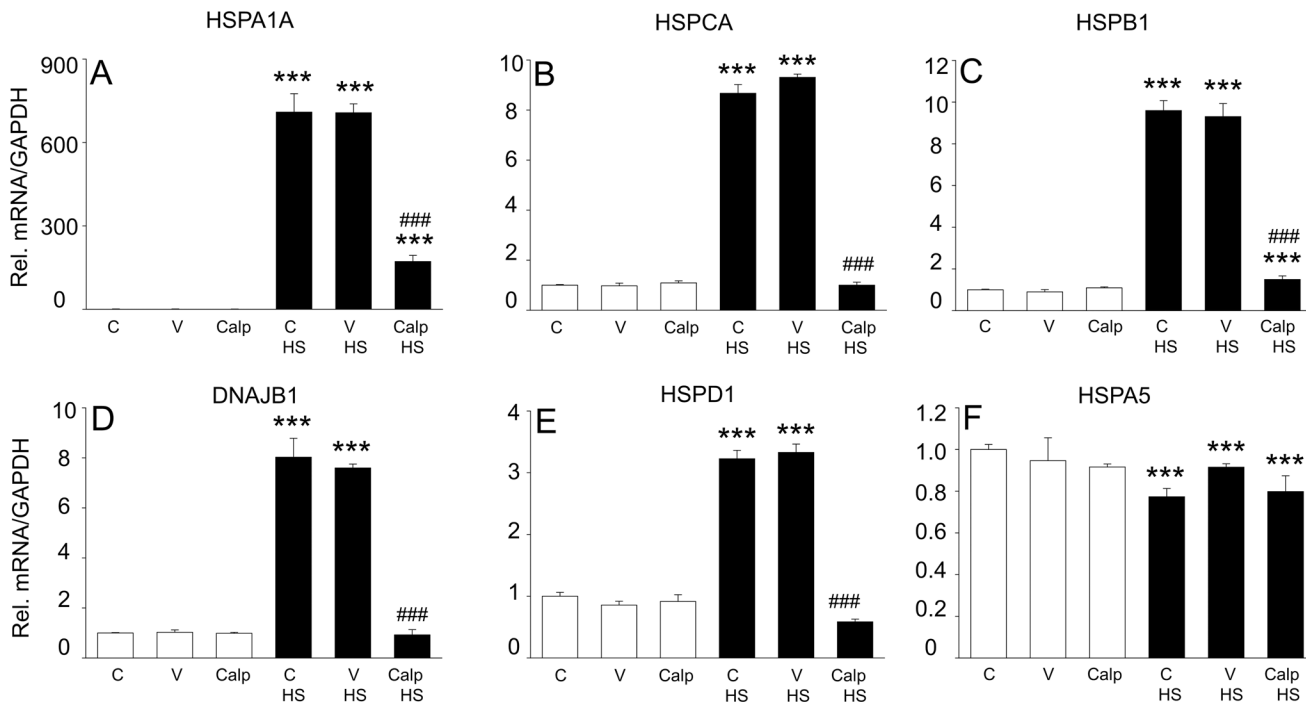 HSPA1A
HSPCA
HSPB1
A
B
C
Rel. mRNA/GAPDH
900
600
300
0
*** ***
###
***
C V Calp C HS V HS Calp HS
10
8
6
4
2
0
*** ***
###
C V Calp C HS V HS Calp HS
12
10
8
6
4
2
0
*** ***
###
***
C V Calp C HS V HS Calp HS
DNAJB1
HSPD1
HSPA5
D
E
F
Rel. mRNA/GAPDH
10
8
6
4
2
0
*** ***
###
C V Calp C HS V HS Calp HS
4
3
2
1
0
*** ***
###
C V Calp C HS V HS Calp HS
1.2
1.0
0.8
0.6
0.4
0.2
0
*** *** ***
C V Calp C HS V HS Calp HS